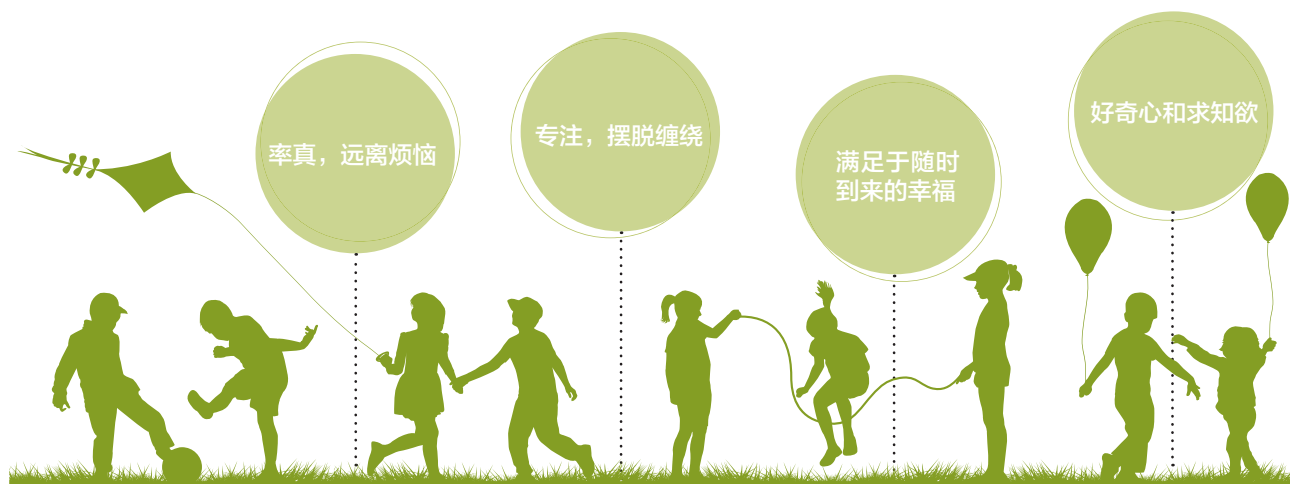 率真，远离烦恼
专注，摆脱缠绕
满足于随时
到来的幸福
好奇心和求知欲